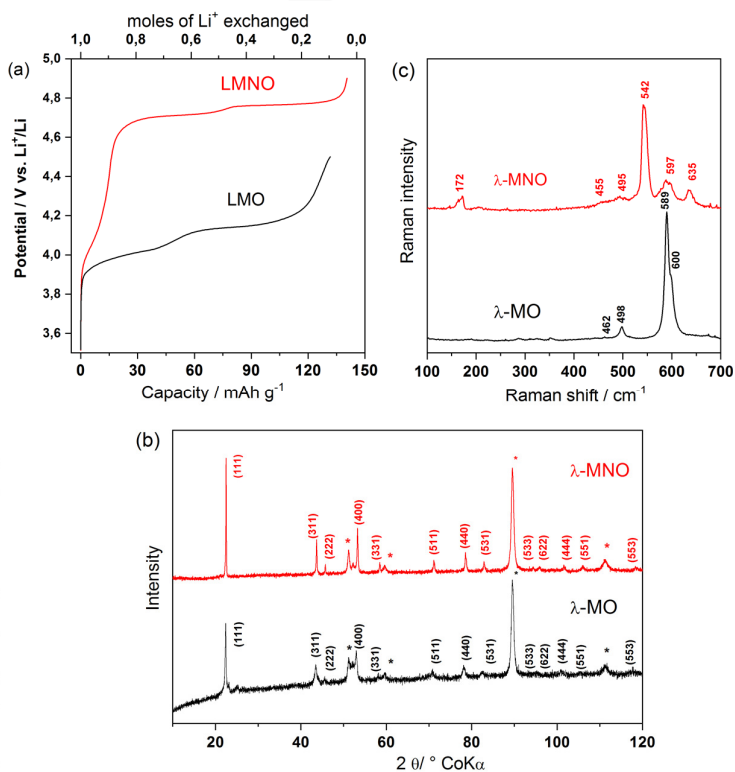 moles of Li⁺ exchanged
1,0 0,8 0,6 0,4 0,2 0,0
(a)
5,0
4,8
4,6
4,4
4,2
4,0
3,8
3,6
Potential / V vs. Li⁺/Li
LMNO
LMO
0 30 60 90 120 150
Capacity / mAh g⁻¹
(c)
Raman intensity
542
172
λ-MNO
455
495
597
635
589
600
λ-MO
462
498
100 200 300 400 500 600 700
Raman shift / cm⁻¹
(b)
Intensity
λ-MNO
(111)
(311)
(222)
*
(400)
(331)
*
(511)
(440)
(531)
*
(533)
(622)
(444)
(551)
*
(553)
λ-MO
(111)
(311)
(222)
*
(400)
(331)
*
(511)
(440)
(531)
*
(533)
(622)
(444)
(551)
*
(553)
20 40 60 80 100 120
2 θ/ ° CoKα